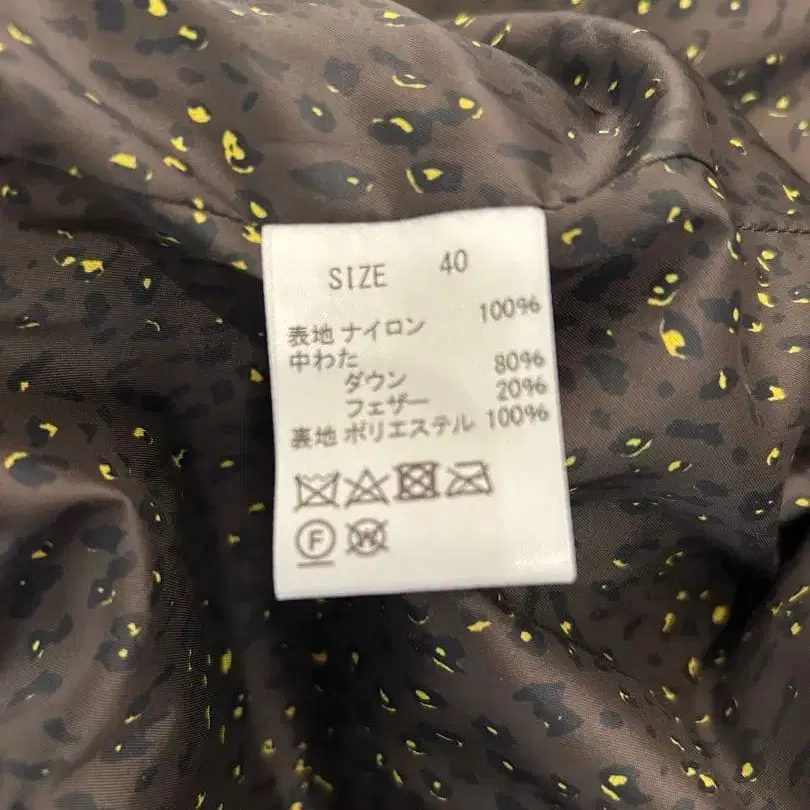 SIZE 40
表地 ナイロン 100%
中わた
ダウン 80%
フェザー 20%
裏地 ポリエステル 100%
F W